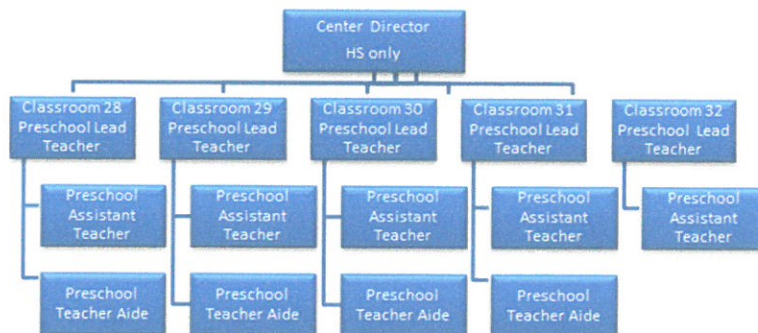 Center Director
HS only
Classroom 28
Preschool Lead
Teacher
Classroom 29
Preschool Lead
Teacher
Classroom 30
Preschool Lead
Teacher
Classroom 31
Preschool Lead
Teacher
Classroom 32
Preschool Lead
Teacher
Preschool
Assistant
Teacher
Preschool
Assistant
Teacher
Preschool
Assistant
Teacher
Preschool
Assistant
Teacher
Preschool
Assistant
Teacher
Preschool
Teacher Aide
Preschool
Teacher Aide
Preschool
Teacher Aide
Preschool
Teacher Aide